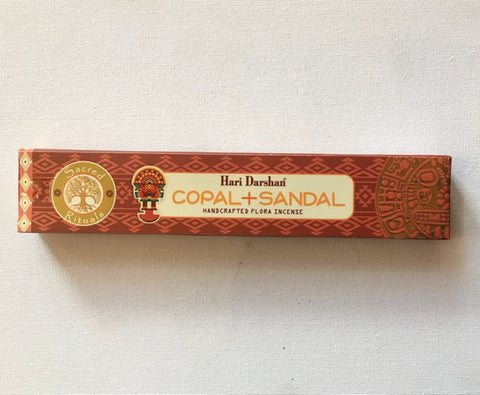 Sacred
Rituals
Hari Darshan®
COPAL+SANDAL
HANDCRAFTED FLORA INCENSE